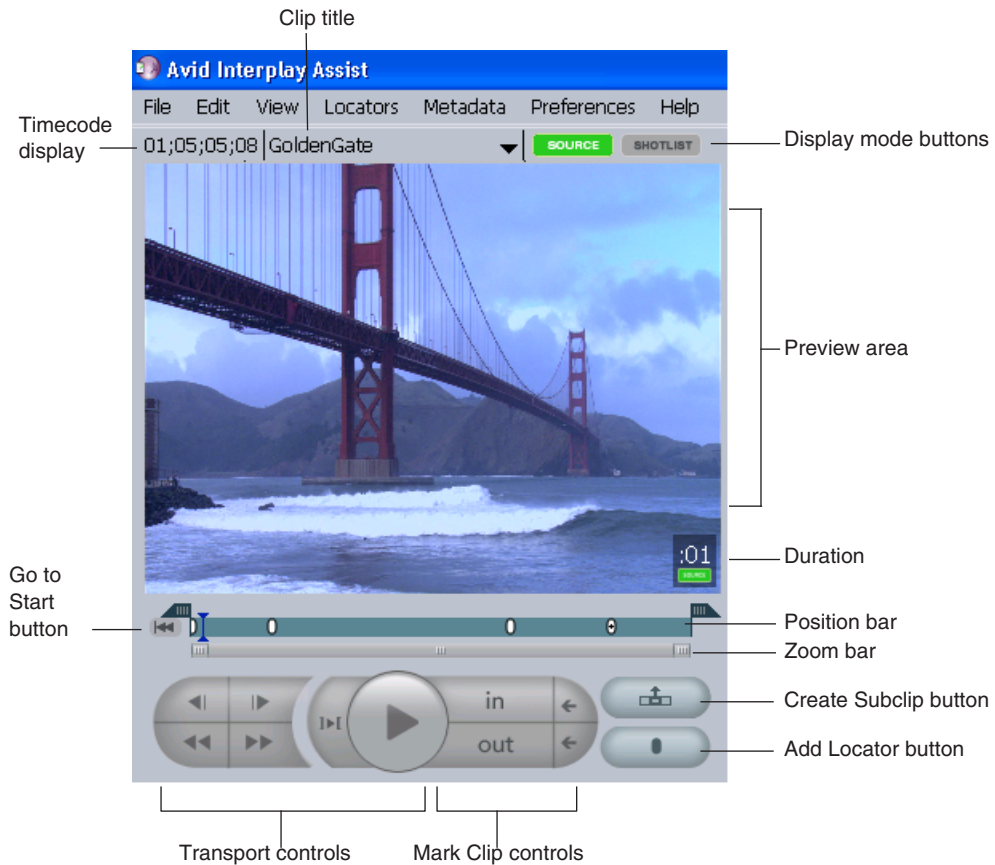 Clip title
Avid Interplay Assist
File Edit View Locators Metadata Preferences Help
Timecode
display
01;05;05;08 GoldenGate
SOURCE SHOTLIST
Display mode buttons
Preview area
:01
SOURCE
Duration
Go to
Start
button
Position bar
Zoom bar
in
out
Create Subclip button
Add Locator button
Transport controls Mark Clip controls